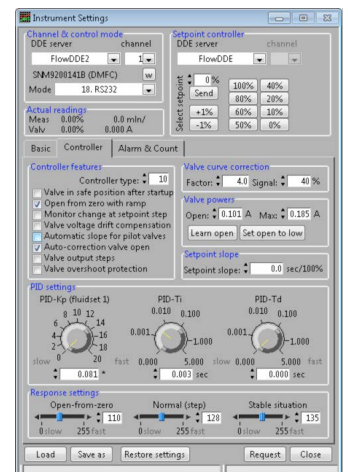 Instrument Settings
Channel & control mode
DDE server channel
FlowDDE2 1
SNM9200141B (DMFC) w
Mode 18. RS232
Setpoint controller
DDE server channel
FlowDDE
Select setpoint
0 %
Send
100% 40%
80% 20%
+1% 60% 10%
-1% 50% 0%
Actual readings
Meas 0.00% 0.0 mln/
Valv 0.00% 0.000 A
Basic Controller Alarm & Count
Controller features
Controller type: 10
Valve in safe position after startup
Open from zero with ramp
Monitor change at setpoint step
Valve voltage drift compensation
Automatic slope for pilot valves
Auto-correction valve open
Valve output steps
Valve overshoot protection
Valve curve correction
Factor: 4.0 Signal: 40 %
Valve powers
Open: 0.101 A Max: 0.185 A
Learn open Set open to low
Setpoint slope
Setpoint slope: 0.0 sec/100%
PID settings
PID-Kp (fluidset 1) PID-Ti PID-Td
8 10 12 0.010 0.100 0.010 0.100
6 14
4 16 0.001 0.001
2 18 1.000 1.000
slow 0 20 fast 0.000 5.000 slow 0.000 5.000 fast
0.081 * 0.003 sec 0.000 sec
Response settings
Open-from-zero Normal (step) Stable situation
110 128 135
0 slow 255 fast 0 slow 255 fast 0 slow 255 fast
Load Save as Restore settings Request Close